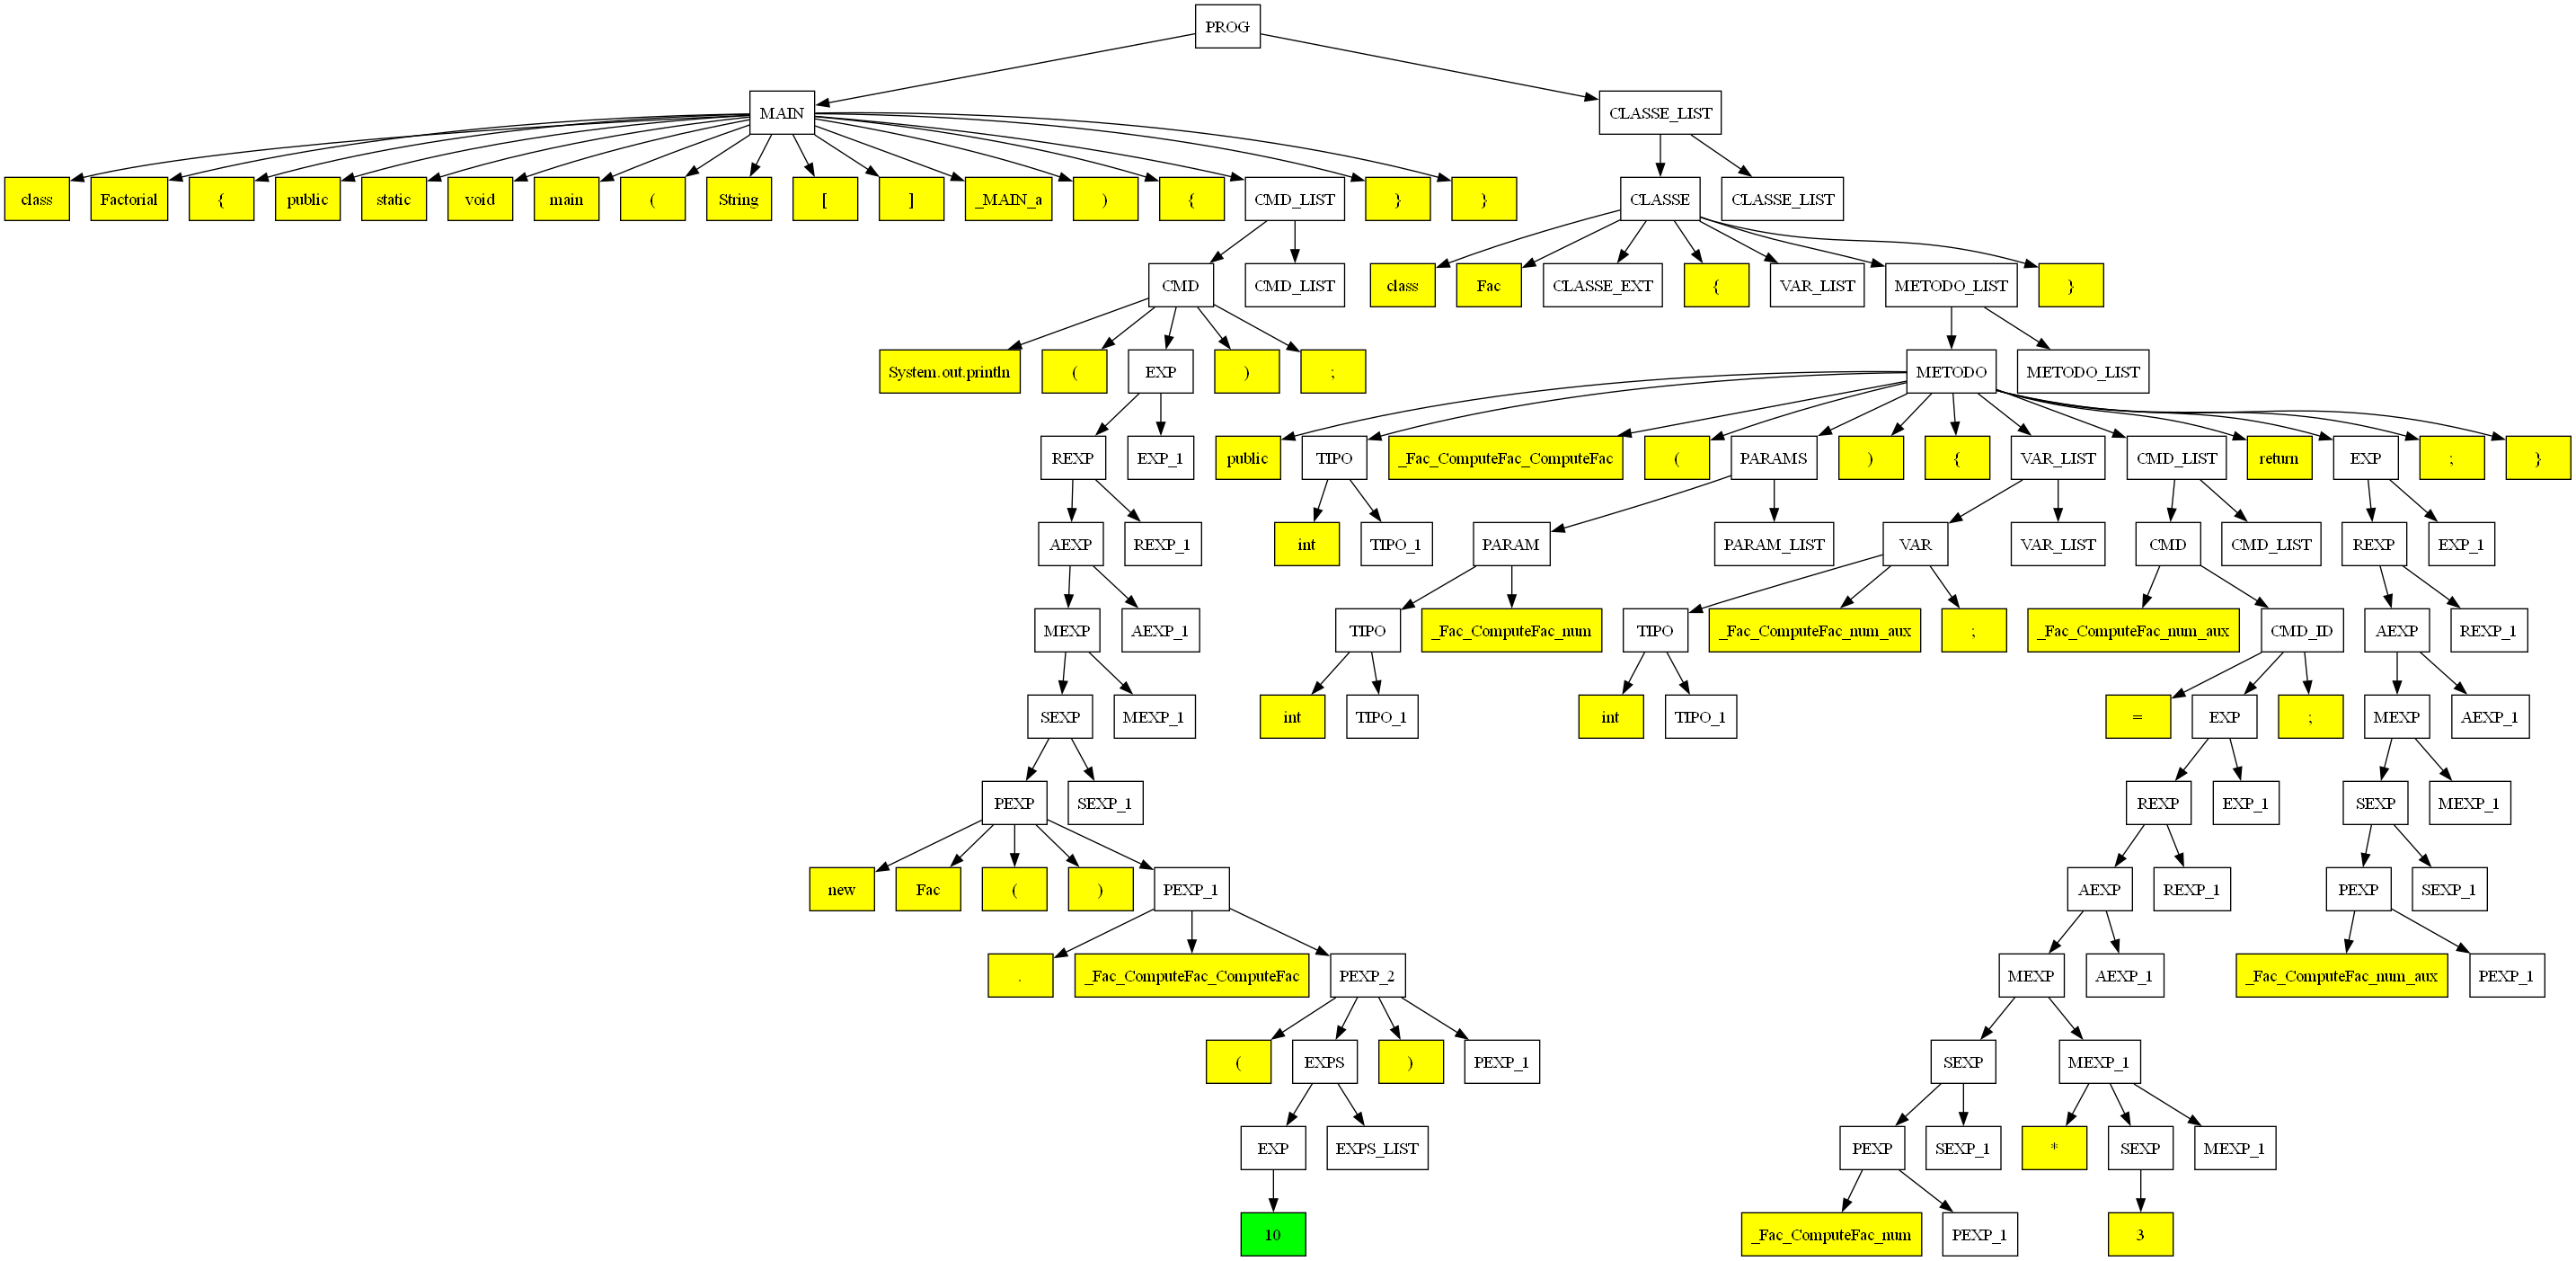 PROG
MAIN CLASSE_LIST
class Factorial { public static void main ( String [ ] _MAIN_a ) { CMD_LIST } } CLASSE CLASSE_LIST
CMD CMD_LIST class Fac CLASSE_EXT { VAR_LIST METODO_LIST }
System.out.println ( EXP ) ; METODO METODO_LIST
REXP EXP_1 public TIPO _Fac_ComputeFac_ComputeFac ( PARAMS ) { VAR_LIST CMD_LIST return EXP ; }
AEXP REXP_1 int TIPO_1 PARAM PARAM_LIST VAR VAR_LIST CMD CMD_LIST REXP EXP_1
MEXP AEXP_1 TIPO _Fac_ComputeFac_num TIPO _Fac_ComputeFac_num_aux ; _Fac_ComputeFac_num_aux CMD_ID AEXP REXP_1
SEXP MEXP_1 int TIPO_1 int TIPO_1 = EXP ; MEXP AEXP_1
PEXP SEXP_1 REXP EXP_1 SEXP MEXP_1
new Fac ( ) PEXP_1 AEXP REXP_1 PEXP SEXP_1
. _Fac_ComputeFac_ComputeFac PEXP_2 MEXP AEXP_1 _Fac_ComputeFac_num_aux PEXP_1
( EXPS ) PEXP_1 SEXP MEXP_1
EXP EXPS_LIST PEXP SEXP_1 * SEXP MEXP_1
10 _Fac_ComputeFac_num PEXP_1 3